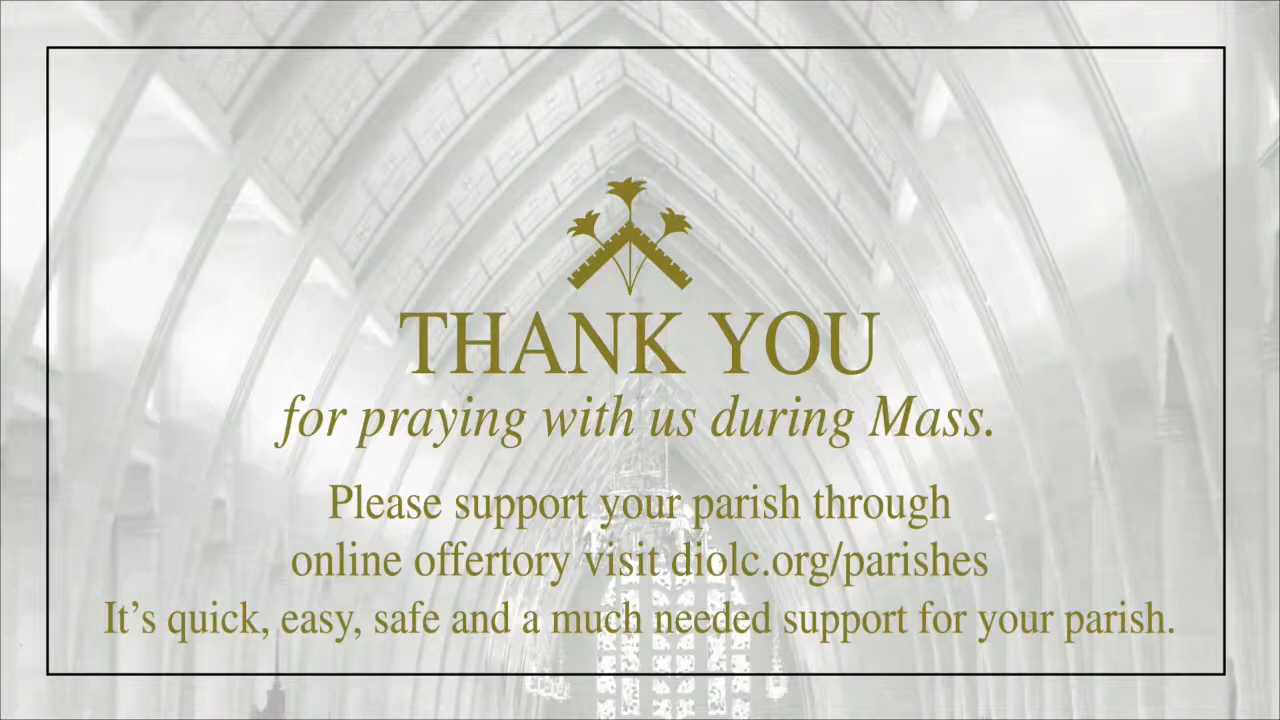 THANK YOU
for praying with us during Mass.
Please support your parish through
online offertory visit diolc.org/parishes
It’s quick, easy, safe and a much needed support for your parish.